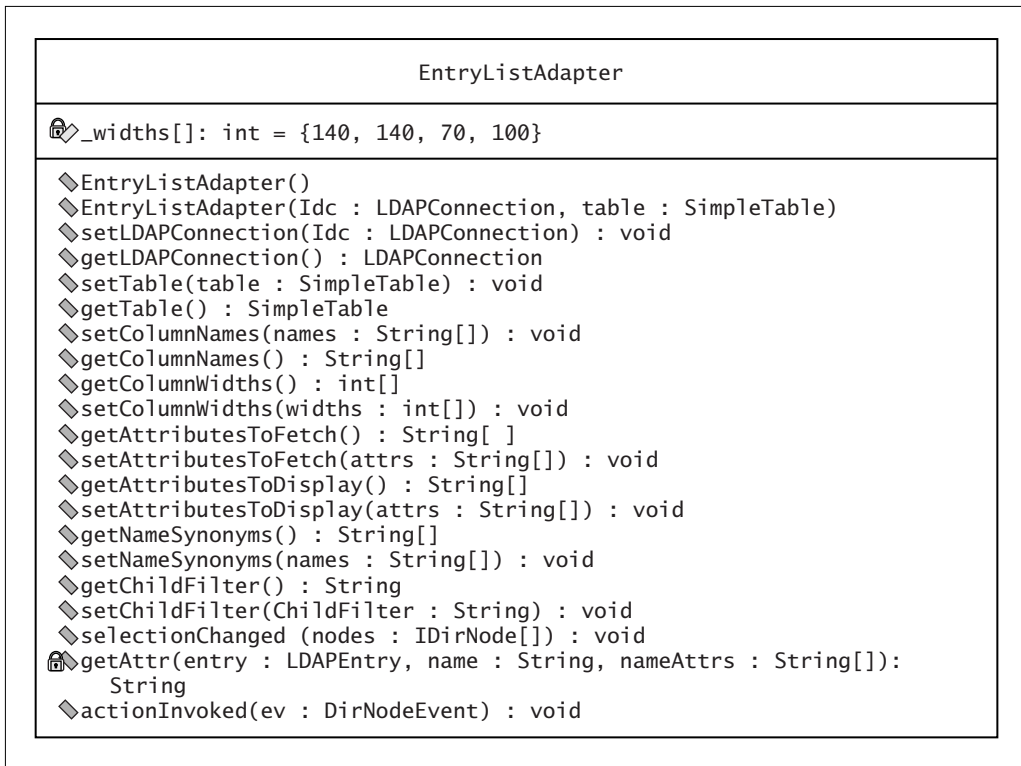 EntryListAdapter
_widths[]: int = {140, 140, 70, 100}
EntryListAdapter()
EntryListAdapter(Idc : LDAPConnection, table : SimpleTable)
setLDAPConnection(Idc : LDAPConnection) : void
getLDAPConnection() : LDAPConnection
setTable(table : SimpleTable) : void
getTable() : SimpleTable
setColumnNames(names : String[]) : void
getColumnNames() : String[]
getColumnWidths() : int[]
setColumnWidths(widths : int[]) : void
getAttributesToFetch() : String[ ]
setAttributesToFetch(attrs : String[]) : void
getAttributesToDisplay() : String[]
setAttributesToDisplay(attrs : String[]) : void
getNameSynonyms() : String[]
setNameSynonyms(names : String[]) : void
getChildFilter() : String
setChildFilter(ChildFilter : String) : void
selectionChanged (nodes : IDirNode[]) : void
getAttr(entry : LDAPEntry, name : String, nameAttrs : String[]):
String
actionInvoked(ev : DirNodeEvent) : void